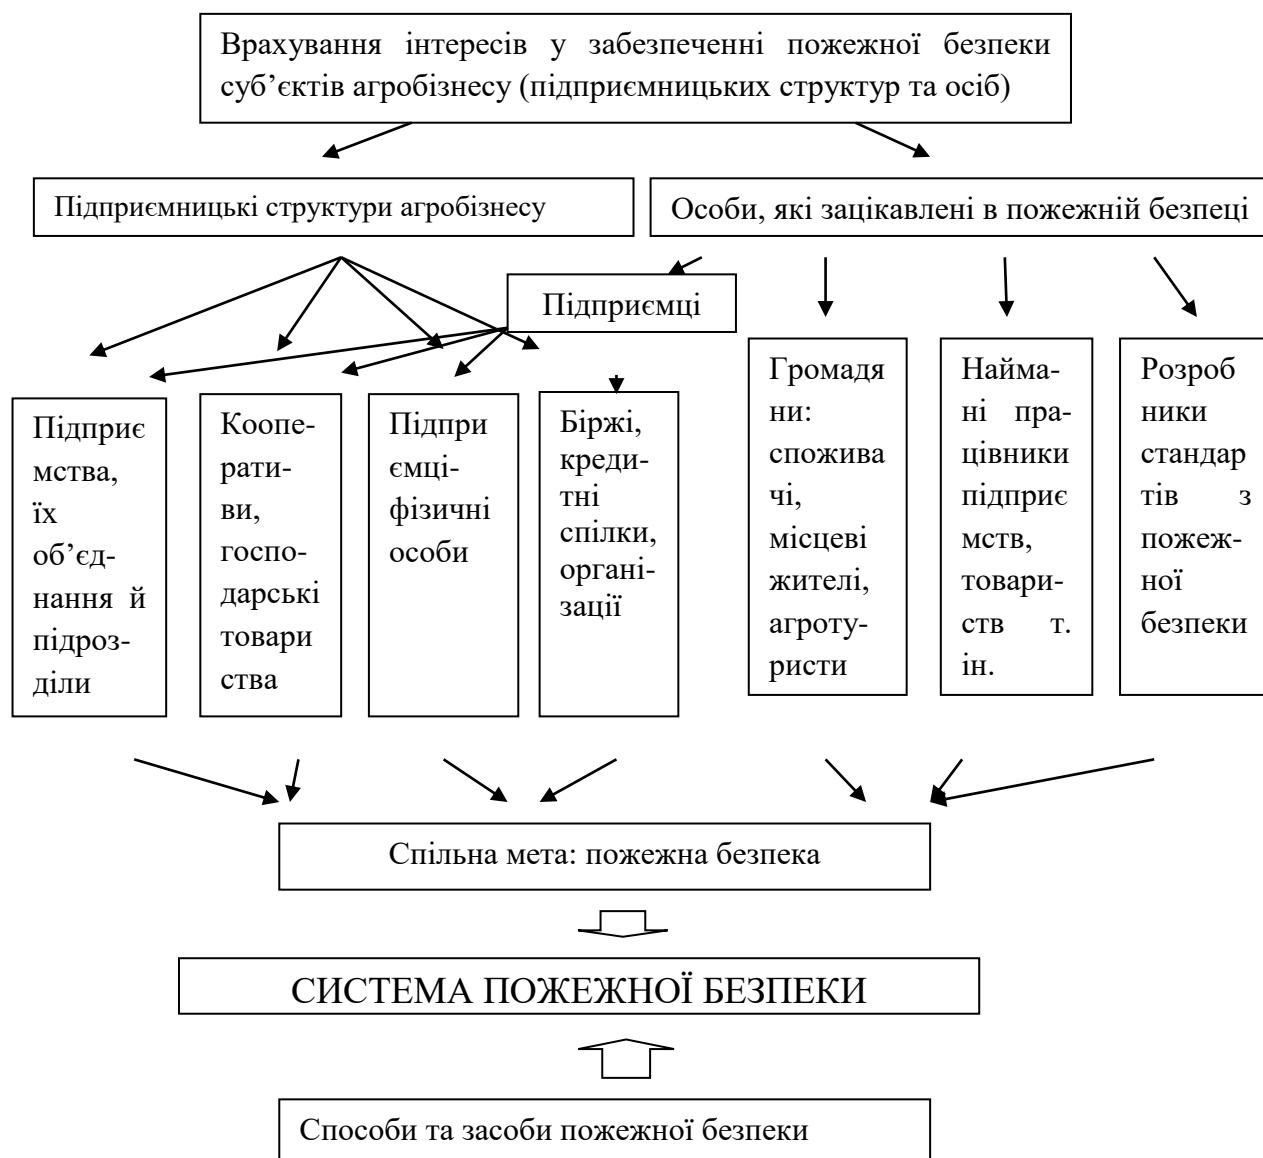 Врахування інтересів у забезпеченні пожежної безпеки
суб’єктів агробізнесу (підприємницьких структур та осіб)
Підприємницькі структури агробізнесу
Особи, які зацікавлені в пожежній безпеці
Підприємці
Підприє
мства,
їх
об’єд-
нання й
підроз-
діли
Коопе-
рати-
ви,
госпо-
дарські
товари
ства
Підпри
ємці-
фізичні
особи
Біржі,
креди-
тні
спілки,
органі-
зації
Громадя
ни:
спожива
чі,
місцеві
жителі,
агроту-
ристи
Найма-
ні пра-
цівники
підприє
мств,
товари-
ств т.
ін.
Розроб
ники
стандар
тів з
пожеж-
ної
безпеки
Спільна мета: пожежна безпека
СИСТЕМА ПОЖЕЖНОЇ БЕЗПЕКИ
Способи та засоби пожежної безпеки